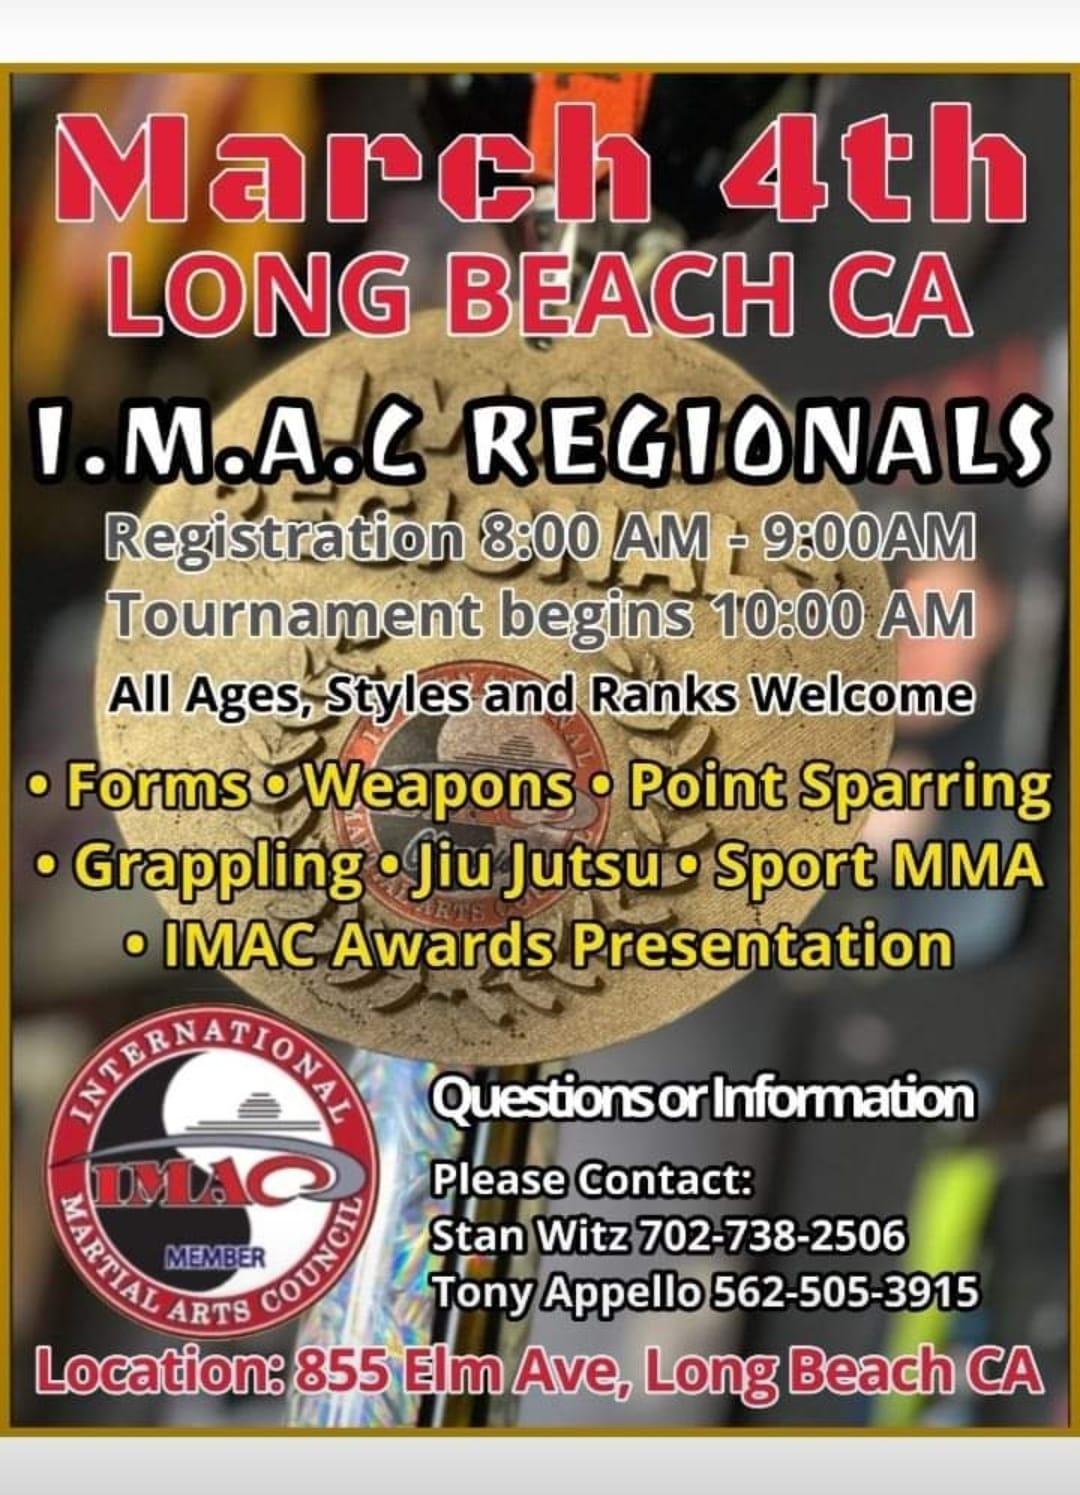 March 4th
LONG BEACH CA
I.M.A.C REGIONALS
Registration 8:00 AM - 9:00AM
Tournament begins 10:00 AM
All Ages, Styles and Ranks Welcome
• Forms • Weapons • Point Sparring
• Grappling • Jiu Jutsu • Sport MMA
• IMAC Awards Presentation
INTERNATIONAL
IMAC
MEMBER
MARTIAL ARTS COUNCIL
Questions or Information
Please Contact:
Stan Witz 702-738-2506
Tony Appello 562-505-3915
Location: 855 Elm Ave, Long Beach CA